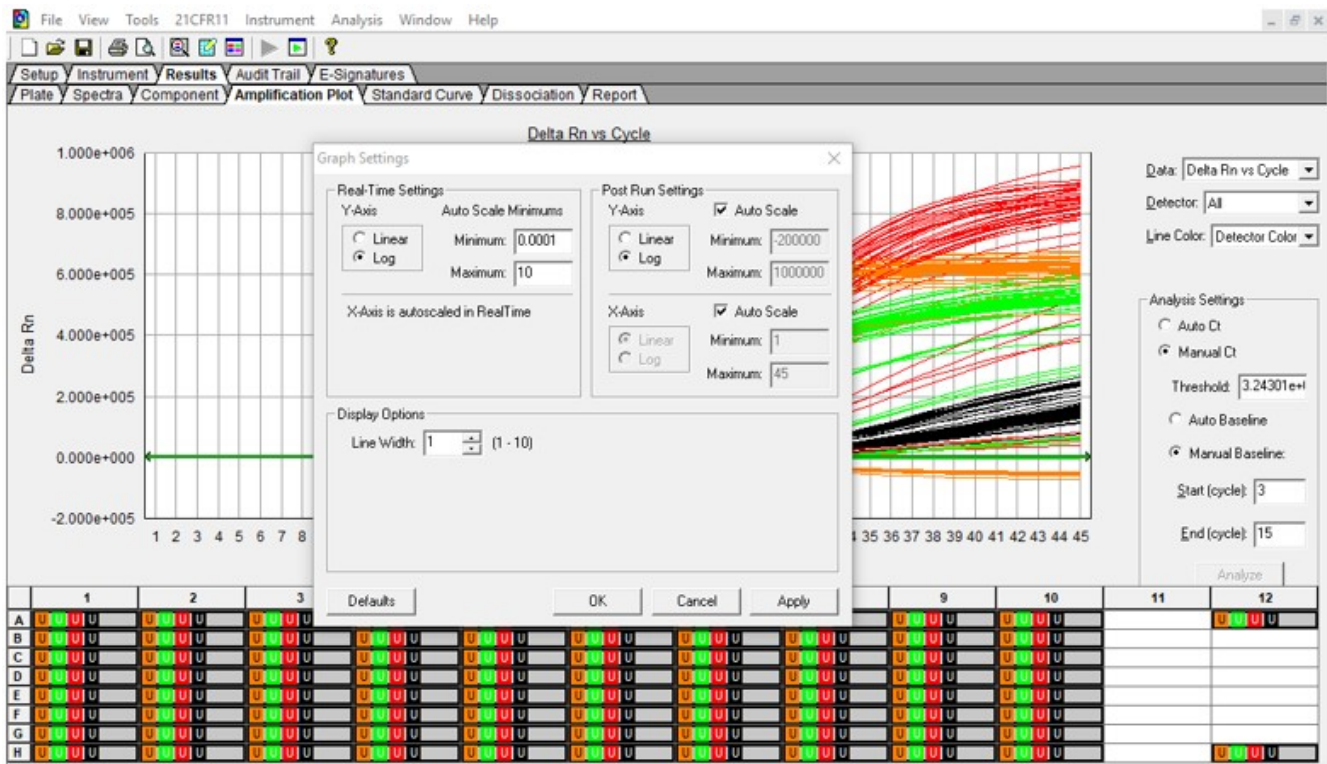 File View Tools 21CFR11 Instrument Analysis Window Help
Setup Instrument Results Audit Trail E-Signatures
Plate Spectra Component Amplification Plot Standard Curve Dissociation Report
Delta Rn vs Cycle
Delta Rn
1.000e+006
8.000e+005
6.000e+005
4.000e+005
2.000e+005
0.000e+000
-2.000e+005
1 2 3 4 5 6 7 8
35 36 37 38 39 40 41 42 43 44 45
Graph Settings
Real-Time Settings
Y-Axis Auto Scale Minimums
Linear
Log
Minimum: 0.0001
Maximum: 10
X-Axis is autoscaled in RealTime
Post Run Settings
Y-Axis Auto Scale
Linear
Log
Minimum: -200000
Maximum: 1000000
X-Axis Auto Scale
Linear
Log
Minimum: 1
Maximum: 45
Display Options
Line Width: 1 (1 - 10)
Defaults OK Cancel Apply
Data: Delta Rn vs Cycle
Detector: All
Line Color: Detector Color
Analysis Settings
Auto Ct
Manual Ct
Threshold: 3.24301e+
Auto Baseline
Manual Baseline:
Start (cycle): 3
End (cycle): 15
Analyze
1 2 3 9 10 11 12
A U U U U U U U U U U U U U U U U U U U U U U U U
B U U U U U U U U U U U U U U U U U U U U U U U U U U U U U U U U U U U U U U U U
C U U U U U U U U U U U U U U U U U U U U U U U U U U U U U U U U U U U U U U U U
D U U U U U U U U U U U U U U U U U U U U U U U U U U U U U U U U U U U U U U U U
E U U U U U U U U U U U U U U U U U U U U U U U U U U U U U U U U U U U U U U U U
F U U U U U U U U U U U U U U U U U U U U U U U U U U U U U U U U U U U U U U U U
G U U U U U U U U U U U U U U U U U U U U U U U U U U U U U U U U U U U U U U U U
H U U U U U U U U U U U U U U U U U U U U U U U U U U U U U U U U U U U U U U U U U U U U